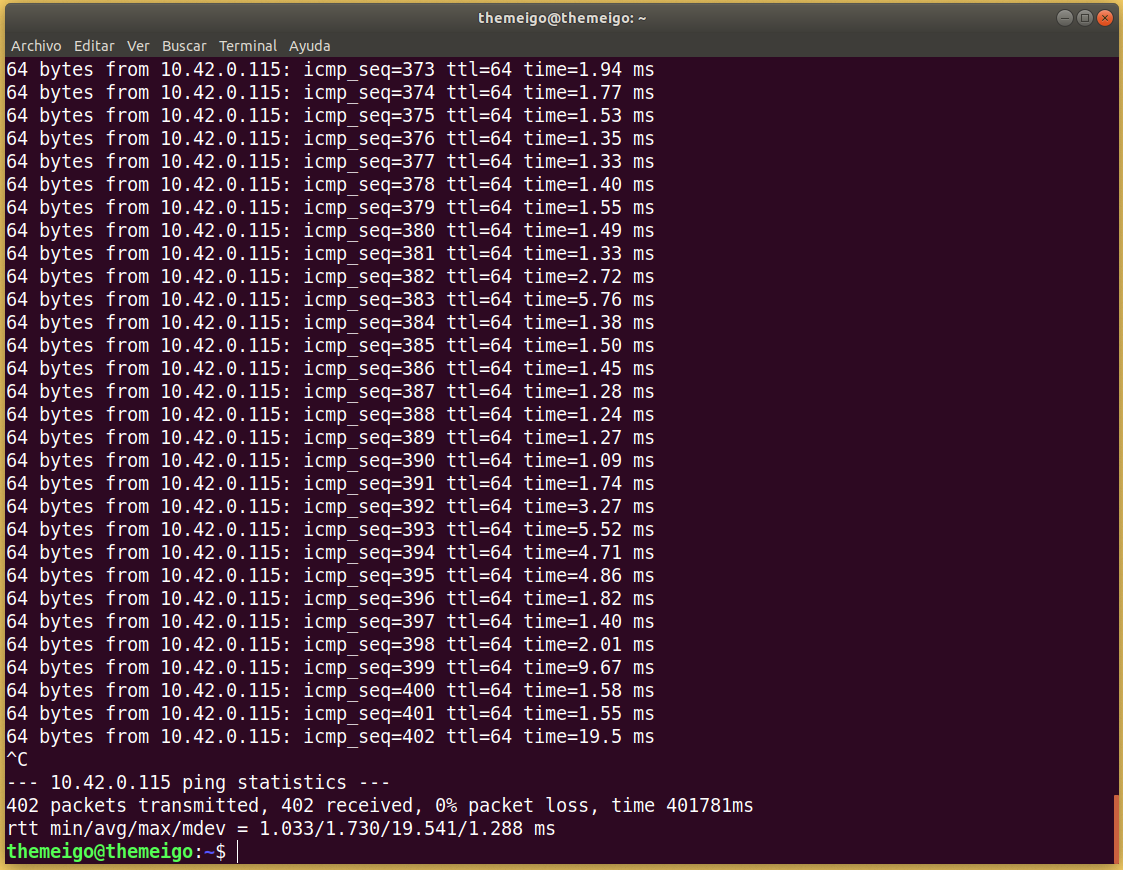 themeigo@themeigo: ~
Archivo Editar Ver Buscar Terminal Ayuda
64 bytes from 10.42.0.115: icmp_seq=373 ttl=64 time=1.94 ms
64 bytes from 10.42.0.115: icmp_seq=374 ttl=64 time=1.77 ms
64 bytes from 10.42.0.115: icmp_seq=375 ttl=64 time=1.53 ms
64 bytes from 10.42.0.115: icmp_seq=376 ttl=64 time=1.35 ms
64 bytes from 10.42.0.115: icmp_seq=377 ttl=64 time=1.33 ms
64 bytes from 10.42.0.115: icmp_seq=378 ttl=64 time=1.40 ms
64 bytes from 10.42.0.115: icmp_seq=379 ttl=64 time=1.55 ms
64 bytes from 10.42.0.115: icmp_seq=380 ttl=64 time=1.49 ms
64 bytes from 10.42.0.115: icmp_seq=381 ttl=64 time=1.33 ms
64 bytes from 10.42.0.115: icmp_seq=382 ttl=64 time=2.72 ms
64 bytes from 10.42.0.115: icmp_seq=383 ttl=64 time=5.76 ms
64 bytes from 10.42.0.115: icmp_seq=384 ttl=64 time=1.38 ms
64 bytes from 10.42.0.115: icmp_seq=385 ttl=64 time=1.50 ms
64 bytes from 10.42.0.115: icmp_seq=386 ttl=64 time=1.45 ms
64 bytes from 10.42.0.115: icmp_seq=387 ttl=64 time=1.28 ms
64 bytes from 10.42.0.115: icmp_seq=388 ttl=64 time=1.24 ms
64 bytes from 10.42.0.115: icmp_seq=389 ttl=64 time=1.27 ms
64 bytes from 10.42.0.115: icmp_seq=390 ttl=64 time=1.09 ms
64 bytes from 10.42.0.115: icmp_seq=391 ttl=64 time=1.74 ms
64 bytes from 10.42.0.115: icmp_seq=392 ttl=64 time=3.27 ms
64 bytes from 10.42.0.115: icmp_seq=393 ttl=64 time=5.52 ms
64 bytes from 10.42.0.115: icmp_seq=394 ttl=64 time=4.71 ms
64 bytes from 10.42.0.115: icmp_seq=395 ttl=64 time=4.86 ms
64 bytes from 10.42.0.115: icmp_seq=396 ttl=64 time=1.82 ms
64 bytes from 10.42.0.115: icmp_seq=397 ttl=64 time=1.40 ms
64 bytes from 10.42.0.115: icmp_seq=398 ttl=64 time=2.01 ms
64 bytes from 10.42.0.115: icmp_seq=399 ttl=64 time=9.67 ms
64 bytes from 10.42.0.115: icmp_seq=400 ttl=64 time=1.58 ms
64 bytes from 10.42.0.115: icmp_seq=401 ttl=64 time=1.55 ms
64 bytes from 10.42.0.115: icmp_seq=402 ttl=64 time=19.5 ms
^C
--- 10.42.0.115 ping statistics ---
402 packets transmitted, 402 received, 0% packet loss, time 401781ms
rtt min/avg/max/mdev = 1.033/1.730/19.541/1.288 ms
themeigo@themeigo:~$